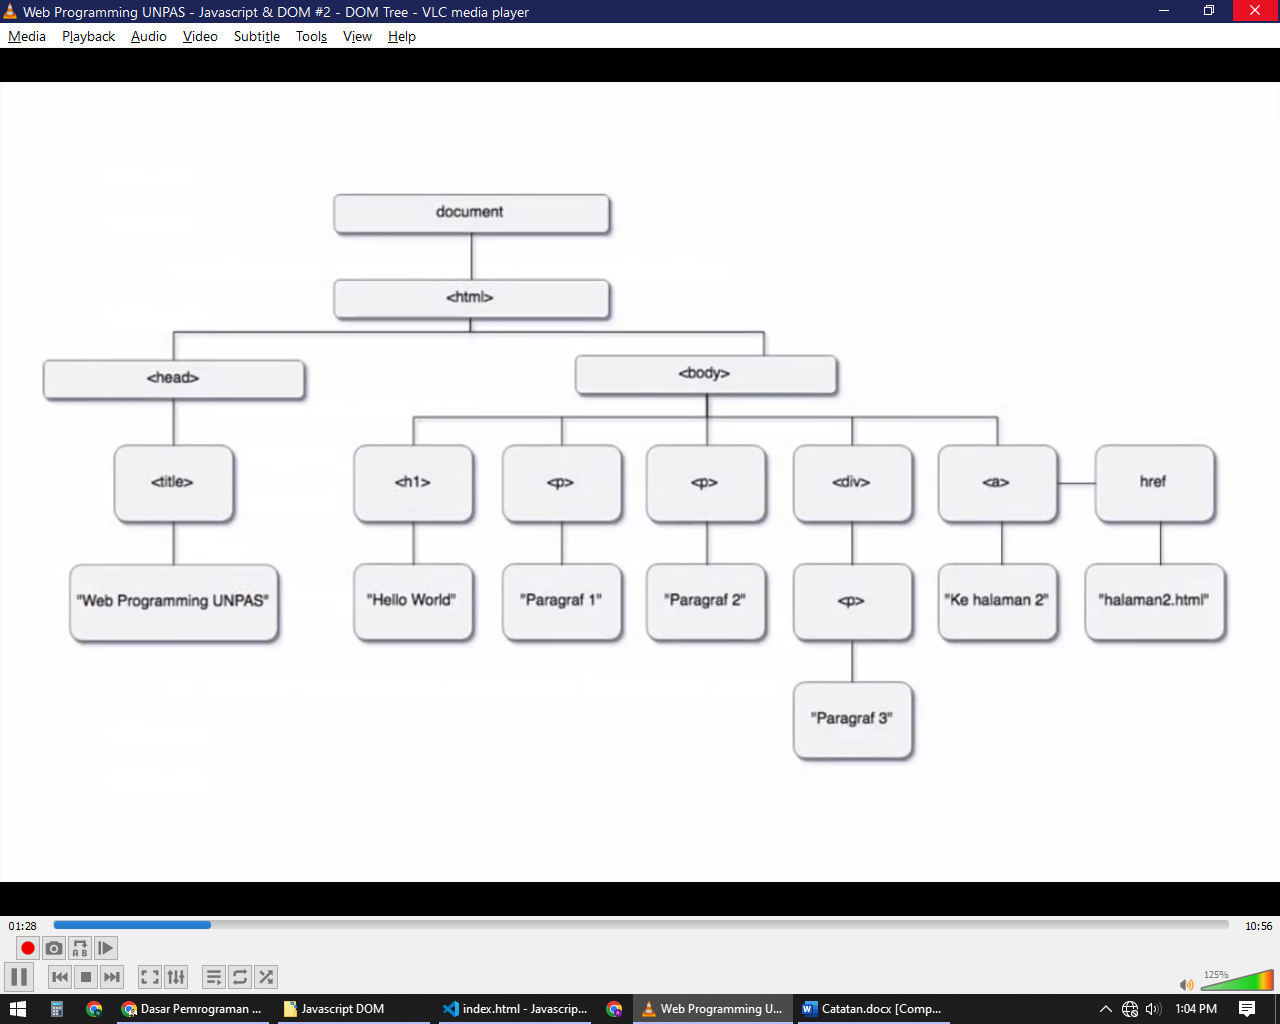 Web Programming UNPAS - Javascript & DOM #2 - DOM Tree - VLC media player
Media Playback Audio Video Subtitle Tools View Help
document
<html>
<head> <body>
<title> <h1> <p> <p> <div> <a> href
"Web Programming UNPAS" "Hello World" "Paragraf 1" "Paragraf 2" <p> "Ke halaman 2" "halaman2.html"
"Paragraf 3"
01:28 10:56
A B
125%
Dasar Pemrograman ... Javascript DOM index.html - Javascrip... Web Programming U... Catatan.docx [Comp... 1:04 PM